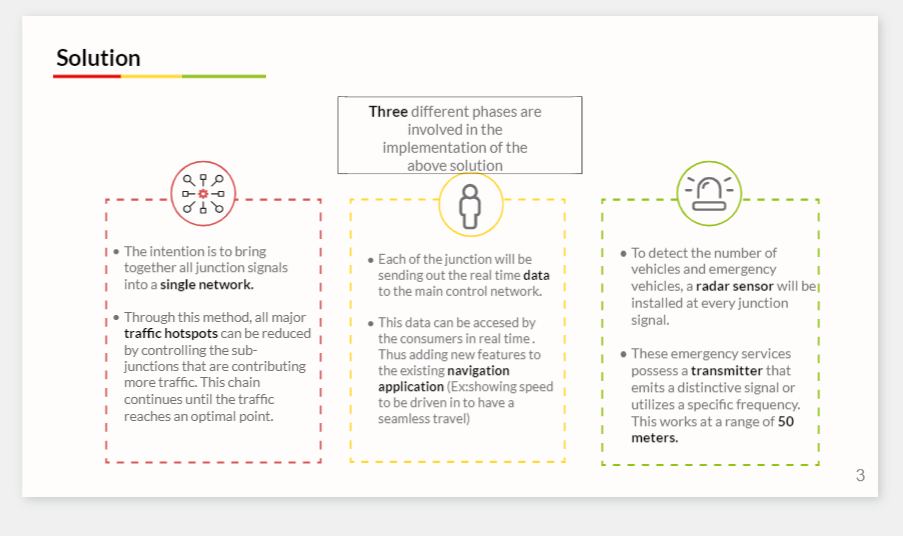 Solution
Three different phases are
involved in the
implementation of the
above solution
• The intention is to bring
together all junction signals
into a single network.
• Through this method, all major
traffic hotspots can be reduced
by controlling the sub-
junctions that are contributing
more traffic. This chain
continues until the traffic
reaches an optimal point.
• Each of the junction will be
sending out the real time data
to the main control network.
• This data can be accesed by
the consumers in real time .
Thus adding new features to
the existing navigation
application (Ex:showing speed
to be driven in to have a
seamless travel)
• To detect the number of
vehicles and emergency
vehicles, a radar sensor will be
installed at every junction
signal.
• These emergency services
possess a transmitter that
emits a distinctive signal or
utilizes a specific frequency.
This works at a range of 50
meters.
3